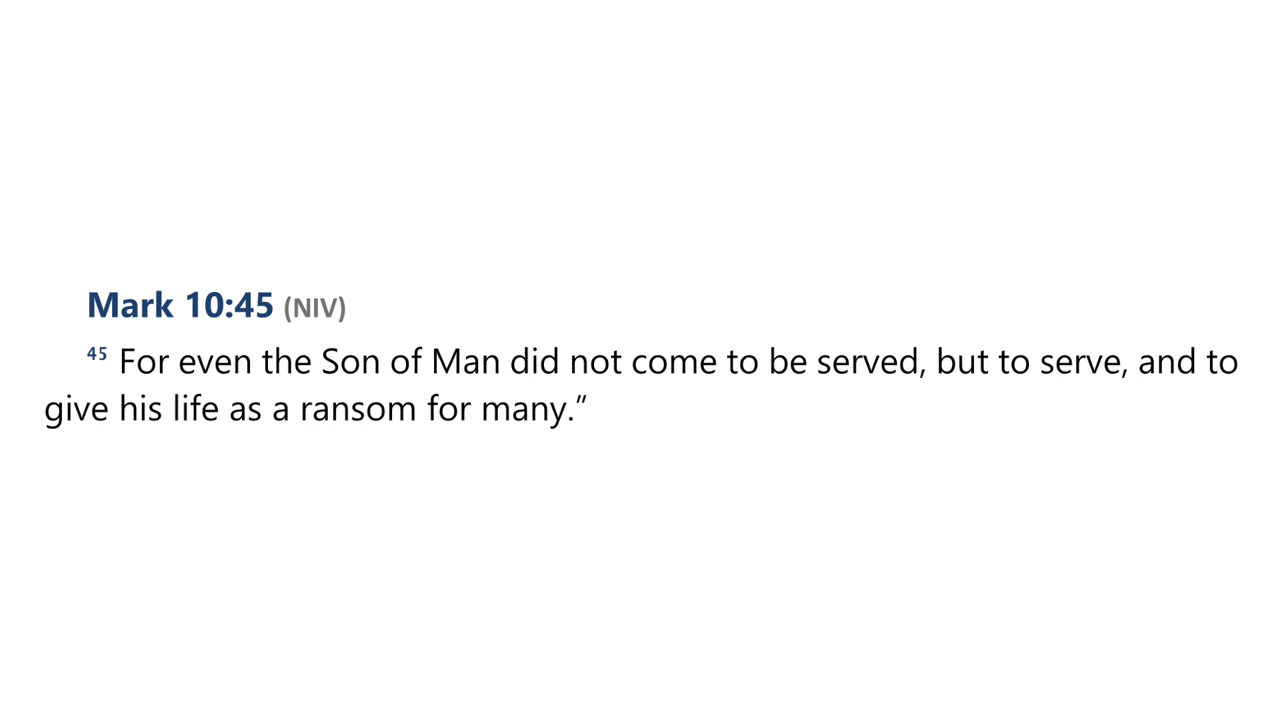 Mark 10:45 (NIV)
45 For even the Son of Man did not come to be served, but to serve, and to
give his life as a ransom for many.”